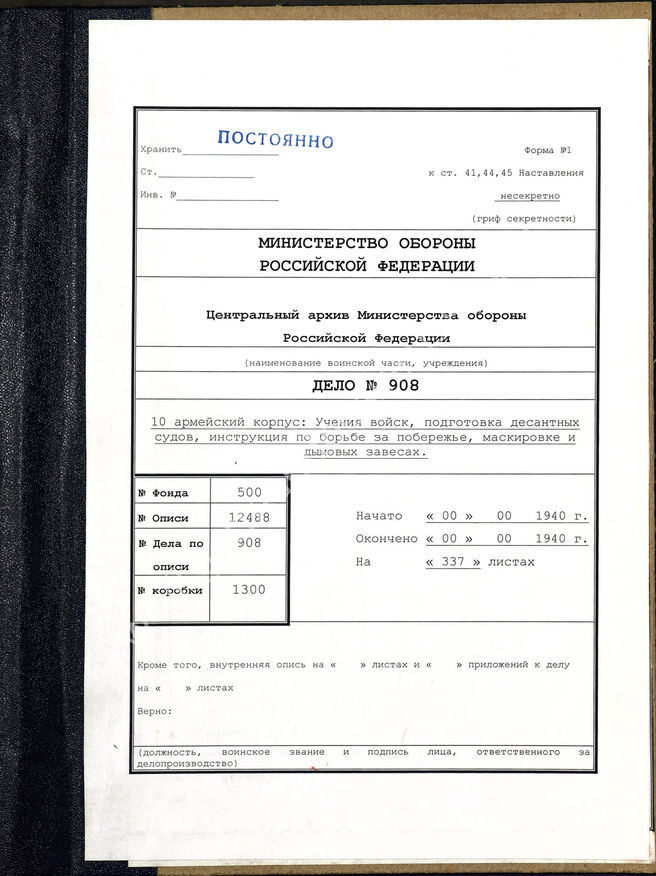 ПОСТОЯННО
Хранить
Форма №1
Ст.
к ст. 41,44,45 Наставления
Инв. №
несекретно
(гриф секретности)
МИНИСТЕРСТВО ОБОРОНЫ
РОССИЙСКОЙ ФЕДЕРАЦИИ
Центральный архив Министерства обороны
Российской Федерации
(наименование воинской части, учреждения)
ДЕЛО № 908
10 армейский корпус: Учения войск, подготовка десантных
судов, инструкция по борьбе за побережье, маскировке и
дымовых завесах.
№ Фонда 500
№ Описи 12488
№ Дела по 908
описи
№ коробки 1300
Начато « 00 » 00 1940 г.
Окончено « 00 » 00 1940 г.
На « 337 » листах
Кроме того, внутренняя опись на « » листах и « » приложений к делу
на « » листах
Верно:
(должность, воинское звание и подпись лица, ответственного за
делопроизводство)